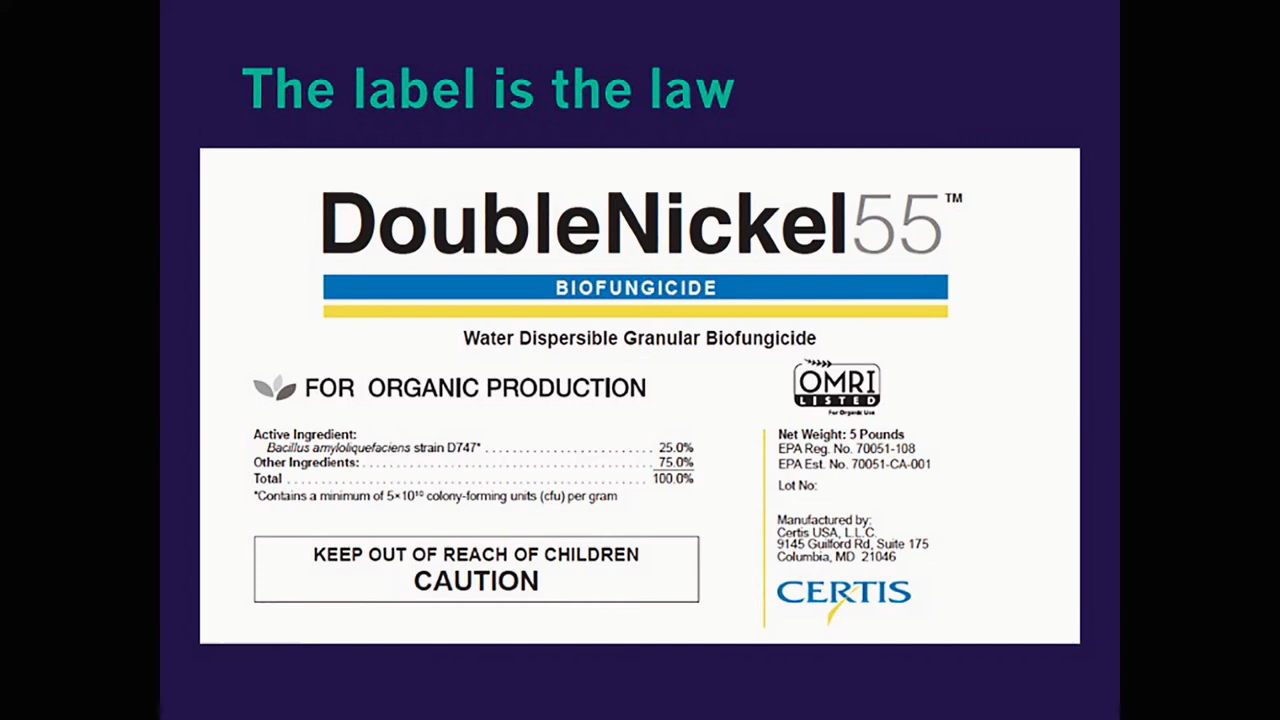 The label is the law
DoubleNickel55™
BIOFUNGICIDE
Water Dispersible Granular Biofungicide
FOR ORGANIC PRODUCTION
OMRI
LISTED
For Organic Use
Active Ingredient:
Bacillus amyloliquefaciens strain D747* . . . . . . . . . . . . . . . . . . . . . . . . 25.0%
Other Ingredients: . . . . . . . . . . . . . . . . . . . . . . . . . . . . . . . . . . . . . . . . 75.0%
Total . . . . . . . . . . . . . . . . . . . . . . . . . . . . . . . . . . . . . . . . . . . . . . . . . . 100.0%
*Contains a minimum of 5×10¹⁰ colony-forming units (cfu) per gram
KEEP OUT OF REACH OF CHILDREN
CAUTION
Net Weight: 5 Pounds
EPA Reg. No. 70051-108
EPA Est. No. 70051-CA-001
Lot No:
Manufactured by:
Certis USA, L.L.C.
9145 Guilford Rd, Suite 175
Columbia, MD 21046
CERTIS